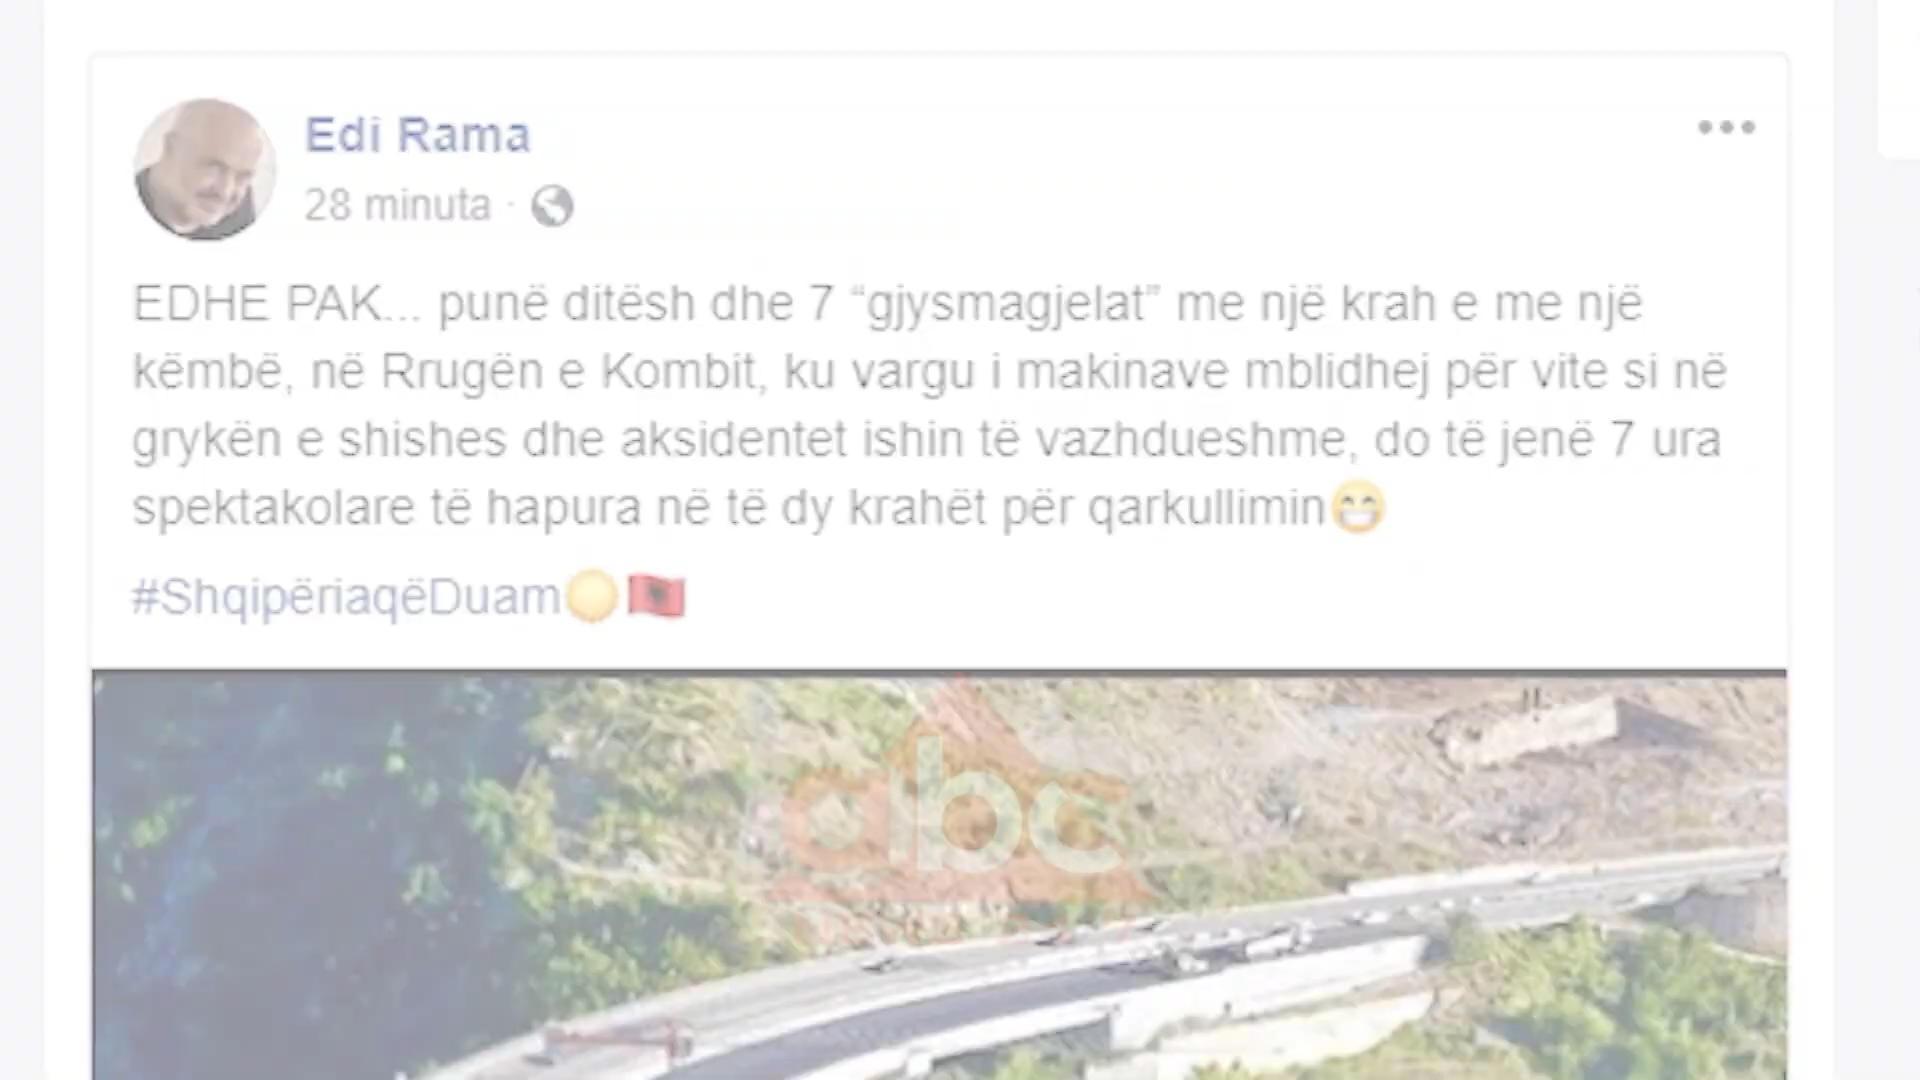 Edi Rama
28 minuta ·
EDHE PAK... punë ditësh dhe 7 “gjysmagjelat” me një krah e me një
këmbë, në Rrugën e Kombit, ku vargu i makinave mblidhej për vite si në
grykën e shishes dhe aksidentet ishin të vazhdueshme, do të jenë 7 ura
spektakolare të hapura në të dy krahët për qarkullimin😁
#ShqipëriaqëDuam🌕🇦🇱
abc